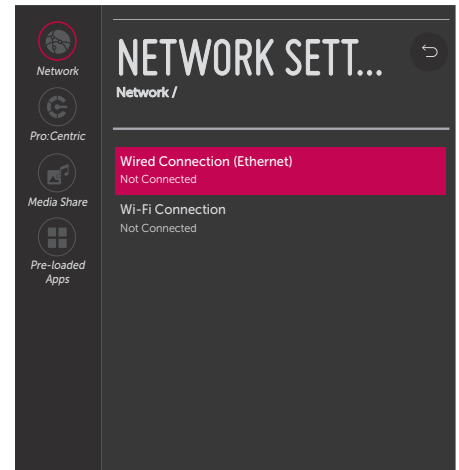 Network
Pro:Centric
Media Share
Pre-loaded
Apps
NETWORK SETT...
Network /
Wired Connection (Ethernet)
Not Connected
Wi-Fi Connection
Not Connected